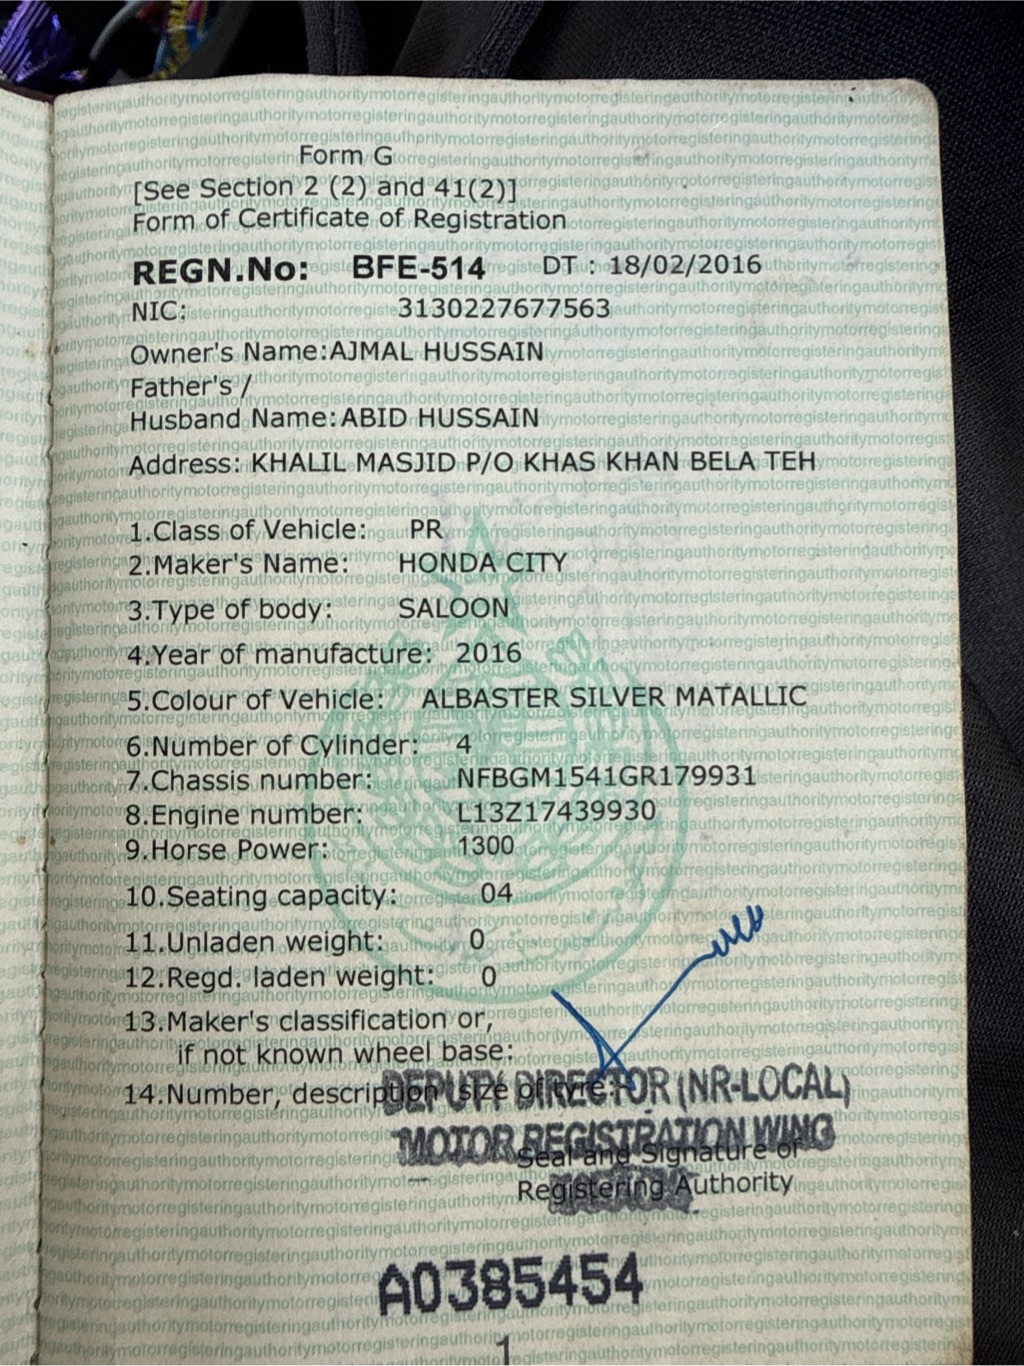 Form G
[See Section 2 (2) and 41(2)]
Form of Certificate of Registration
REGN.No: BFE-514 DT : 18/02/2016
NIC: 3130227677563
Owner's Name:AJMAL HUSSAIN
Father's /
Husband Name:ABID HUSSAIN
Address: KHALIL MASJID P/O KHAS KHAN BELA TEH
1.Class of Vehicle: PR
2.Maker's Name: HONDA CITY
3.Type of body: SALOON
4.Year of manufacture: 2016
5.Colour of Vehicle: ALBASTER SILVER MATALLIC
6.Number of Cylinder: 4
7.Chassis number: NFBGM1541GR179931
8.Engine number: L13Z17439930
9.Horse Power: 1300
10.Seating capacity: 04
11.Unladen weight: 0
12.Regd. laden weight: 0
13.Maker's classification or,
if not known wheel base:
14.Number, description size of tyre:
DEPUTY DIRECTOR (NR-LOCAL)
MOTOR REGISTRATION WING
Seal and Signature of
Registering Authority
A0385454
1